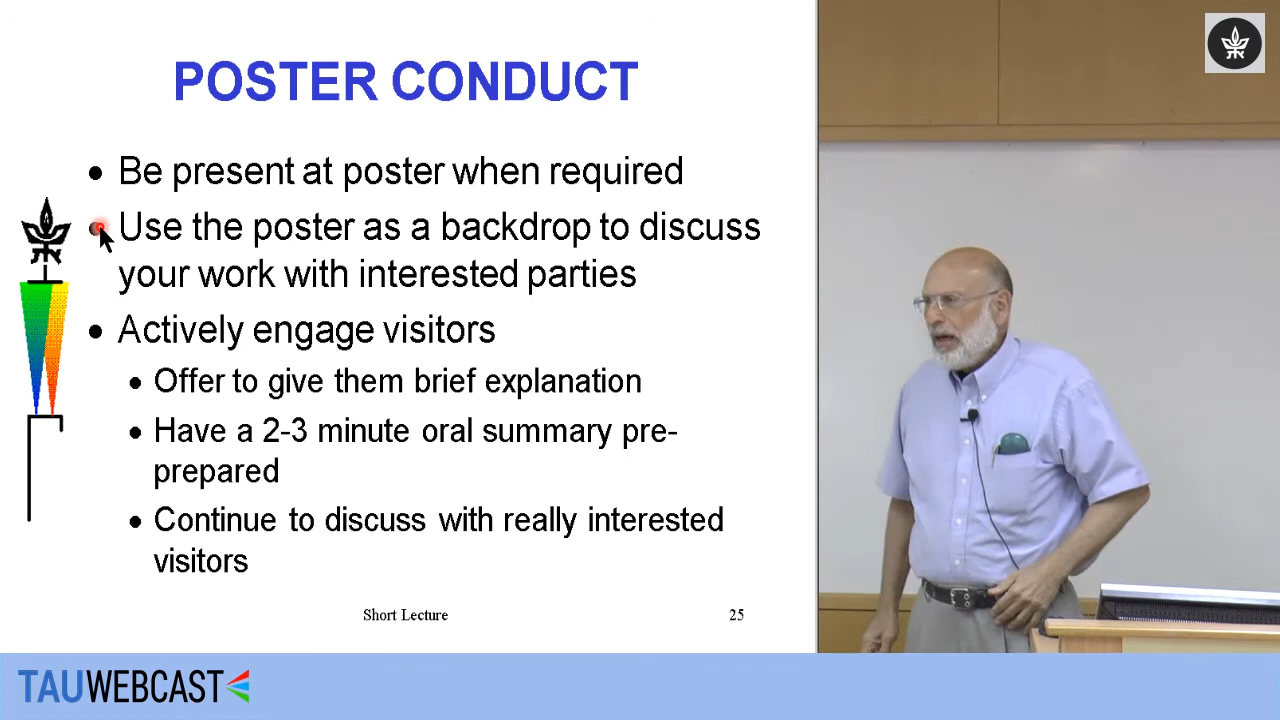 POSTER CONDUCT
• Be present at poster when required
• Use the poster as a backdrop to discuss
your work with interested parties
• Actively engage visitors
• Offer to give them brief explanation
• Have a 2-3 minute oral summary pre-
prepared
• Continue to discuss with really interested
visitors
Short Lecture 25
TAUWEBCAST